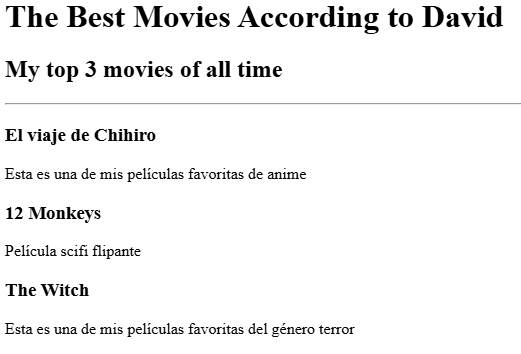 The Best Movies According to David
My top 3 movies of all time
El viaje de Chihiro
Esta es una de mis películas favoritas de anime
12 Monkeys
Película scifi flipante
The Witch
Esta es una de mis películas favoritas del género terror